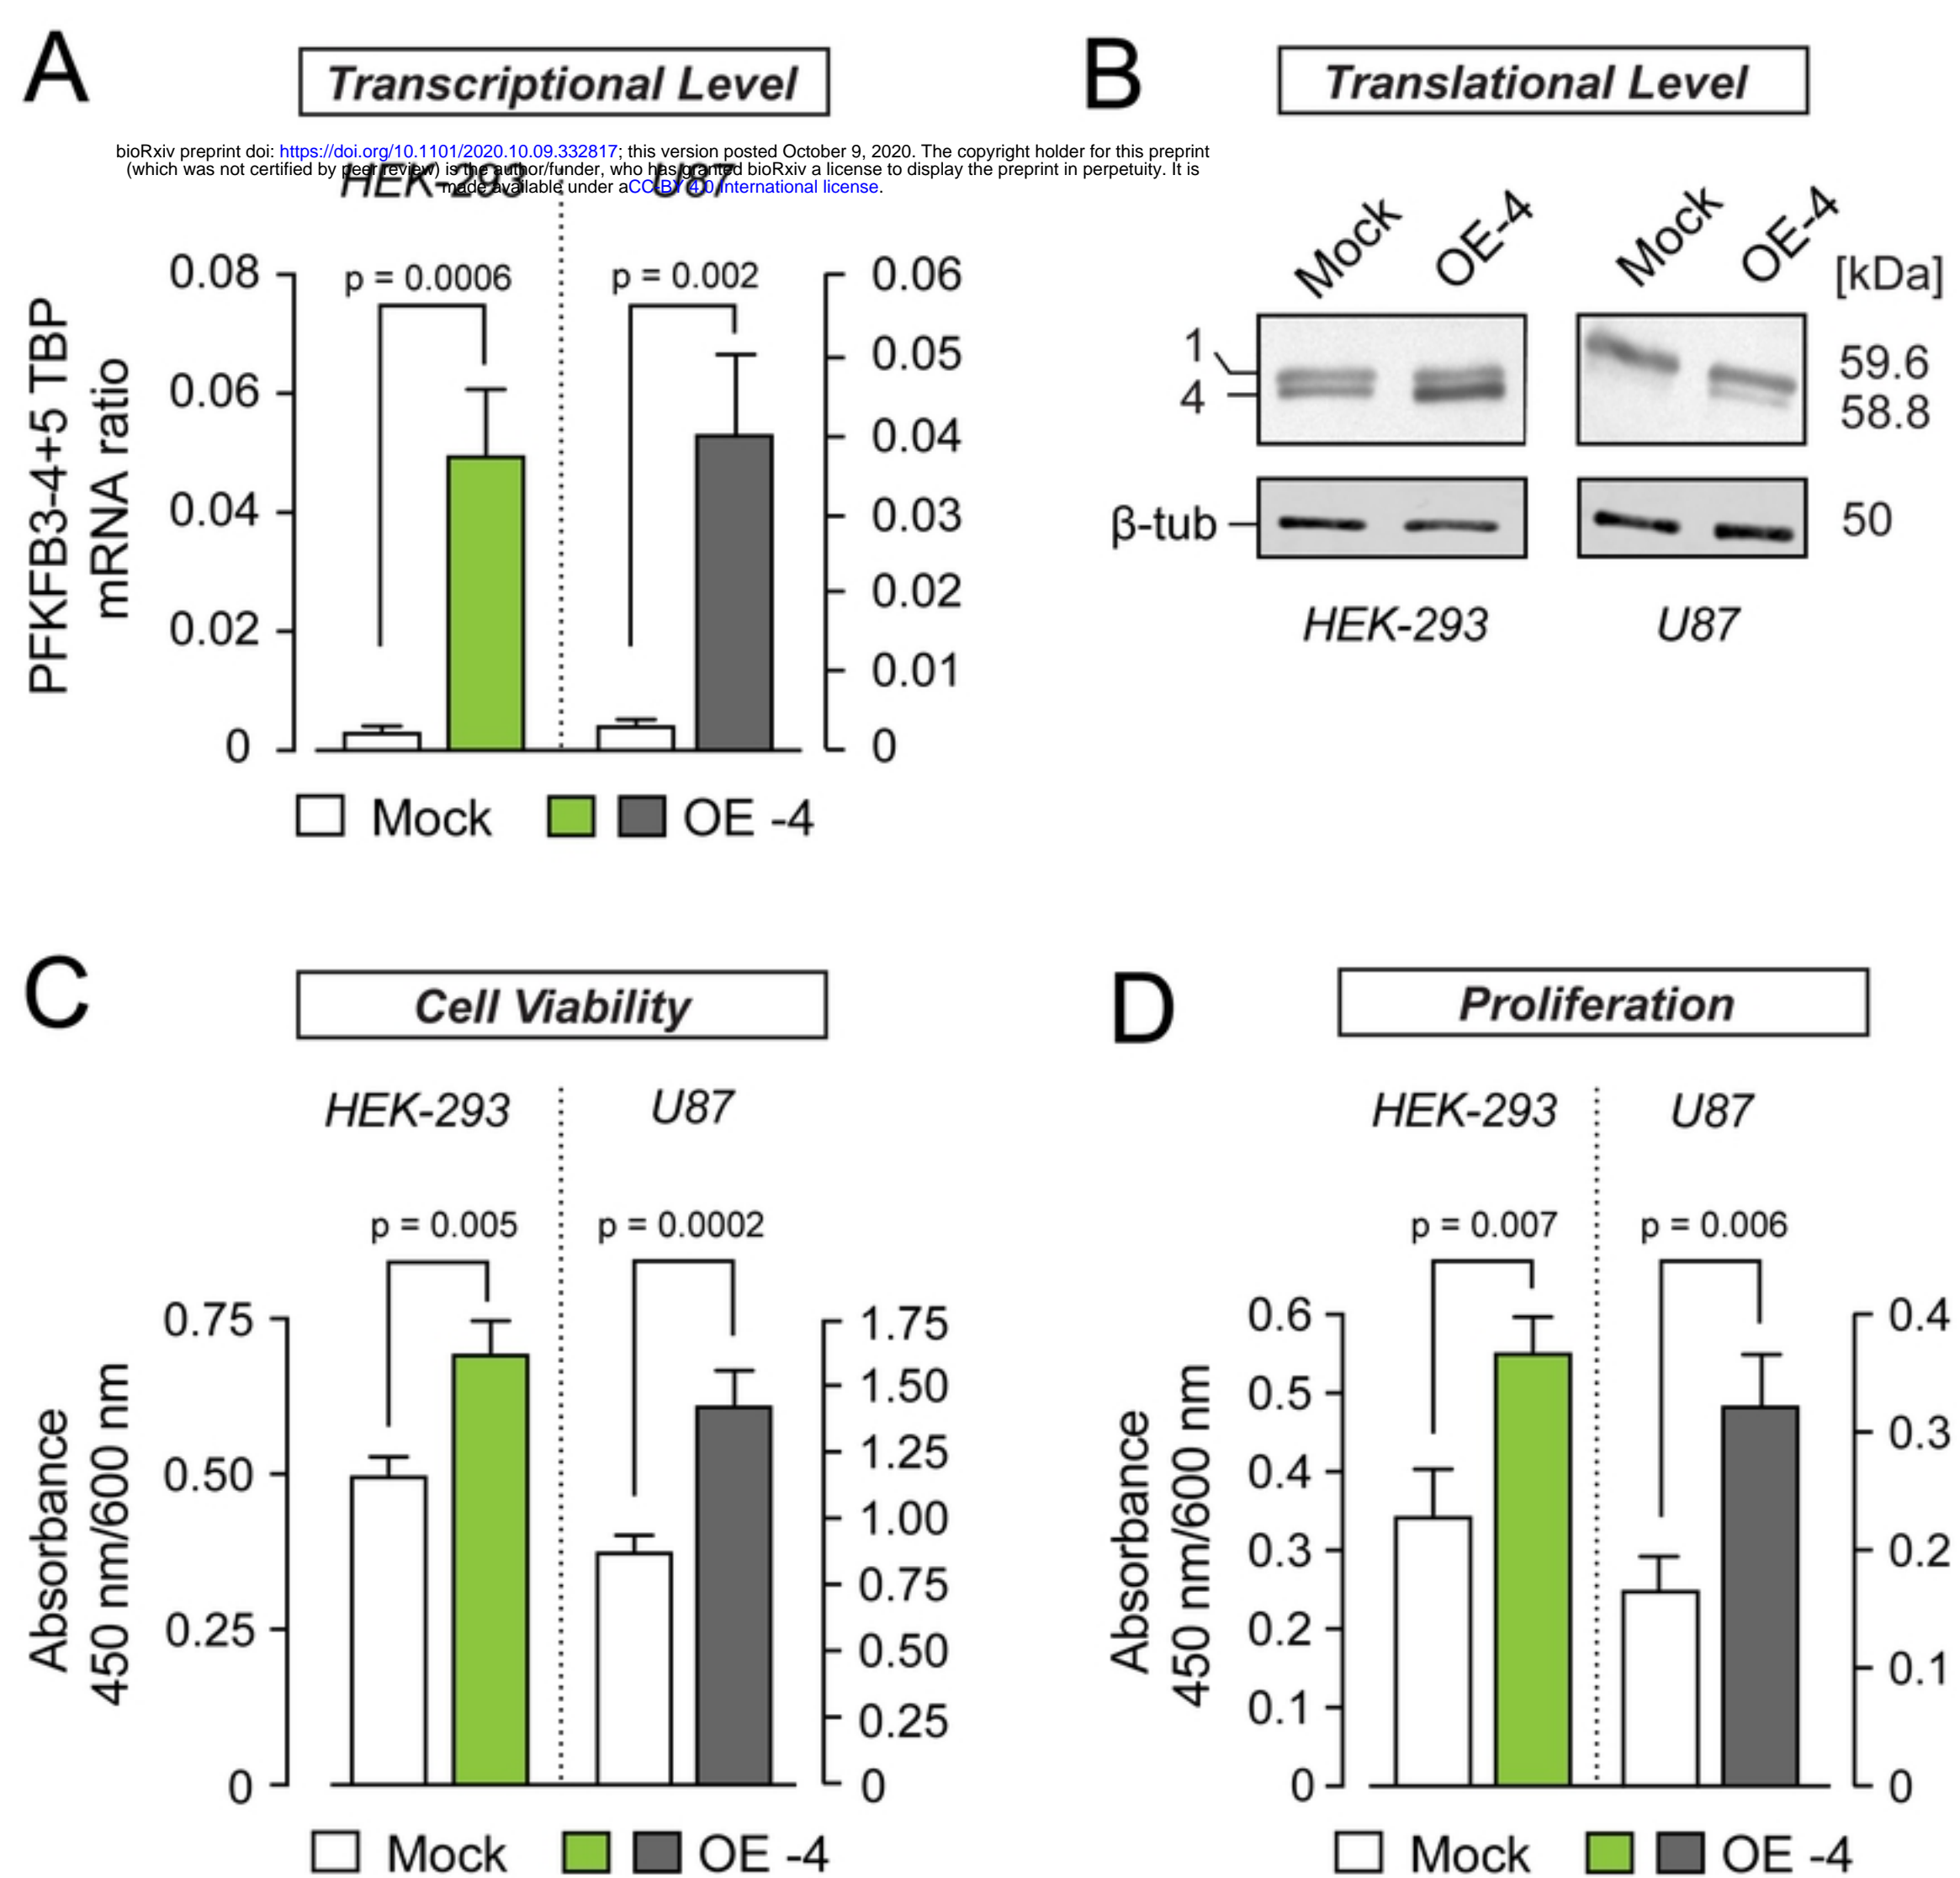 A
Transcriptional Level
bioRxiv preprint doi: https://doi.org/10.1101/2020.10.09.332817; this version posted October 9, 2020. The copyright holder for this preprint
(which was not certified by peer review) is the author/funder, who has granted bioRxiv a license to display the preprint in perpetuity. It is
made available under aCC-BY 4.0 International license.
HEK-293 U87
PFKFB3-4+5 TBP
mRNA ratio
0.08
0.06
0.04
0.02
0
p = 0.0006
p = 0.002
0.06
0.05
0.04
0.03
0.02
0.01
0
Mock OE -4
B
Translational Level
Mock OE-4 Mock OE-4
[kDa]
1
4
59.6
58.8
β-tub
50
HEK-293 U87
C
Cell Viability
HEK-293 U87
p = 0.005
p = 0.0002
Absorbance
450 nm/600 nm
0.75
0.50
0.25
0
1.75
1.50
1.25
1.00
0.75
0.50
0.25
0
Mock OE -4
D
Proliferation
HEK-293 U87
p = 0.007
p = 0.006
Absorbance
450 nm/600 nm
0.6
0.5
0.4
0.3
0.2
0.1
0
0.4
0.3
0.2
0.1
0
Mock OE -4